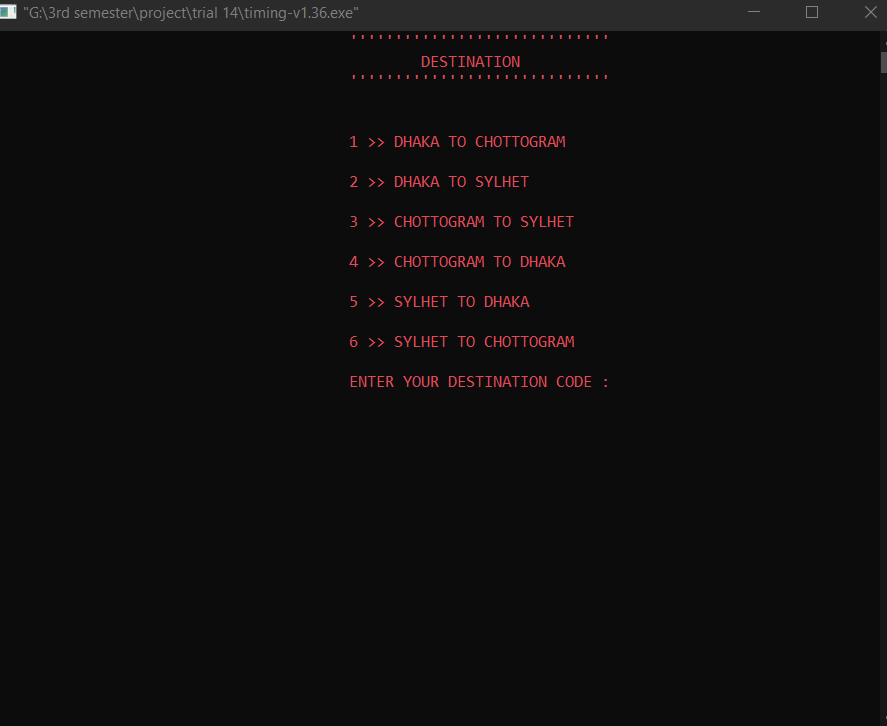 "G:\3rd semester\project\trial 14\timing-v1.36.exe"
'''''''''''''''''''''''''''''
DESTINATION
'''''''''''''''''''''''''''''
1 >> DHAKA TO CHOTTOGRAM
2 >> DHAKA TO SYLHET
3 >> CHOTTOGRAM TO SYLHET
4 >> CHOTTOGRAM TO DHAKA
5 >> SYLHET TO DHAKA
6 >> SYLHET TO CHOTTOGRAM
ENTER YOUR DESTINATION CODE :